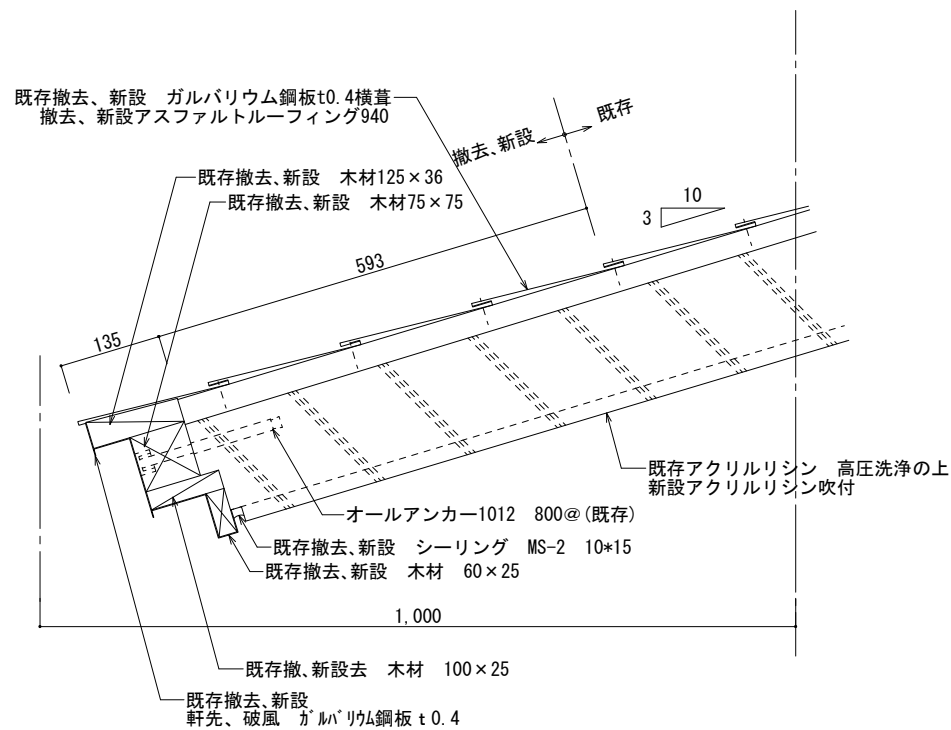 既存撤去、新設　ガルバリウム鋼板t0.4横葺
撤去、新設アスファルトルーフィング940
撤去、新設
既存
既存撤去、新設　木材125×36
既存撤去、新設　木材75×75
10
3
593
135
既存アクリルリシン　高圧洗浄の上
新設アクリルリシン吹付
オールアンカー1012　800@(既存)
既存撤去、新設　シーリング　MS-2　10*15
既存撤去、新設　木材　60×25
1,000
既存撤、新設去　木材　100×25
既存撤去、新設
軒先、破風　ｶﾞﾙﾊﾞﾘｳﾑ鋼板ｔ0.4